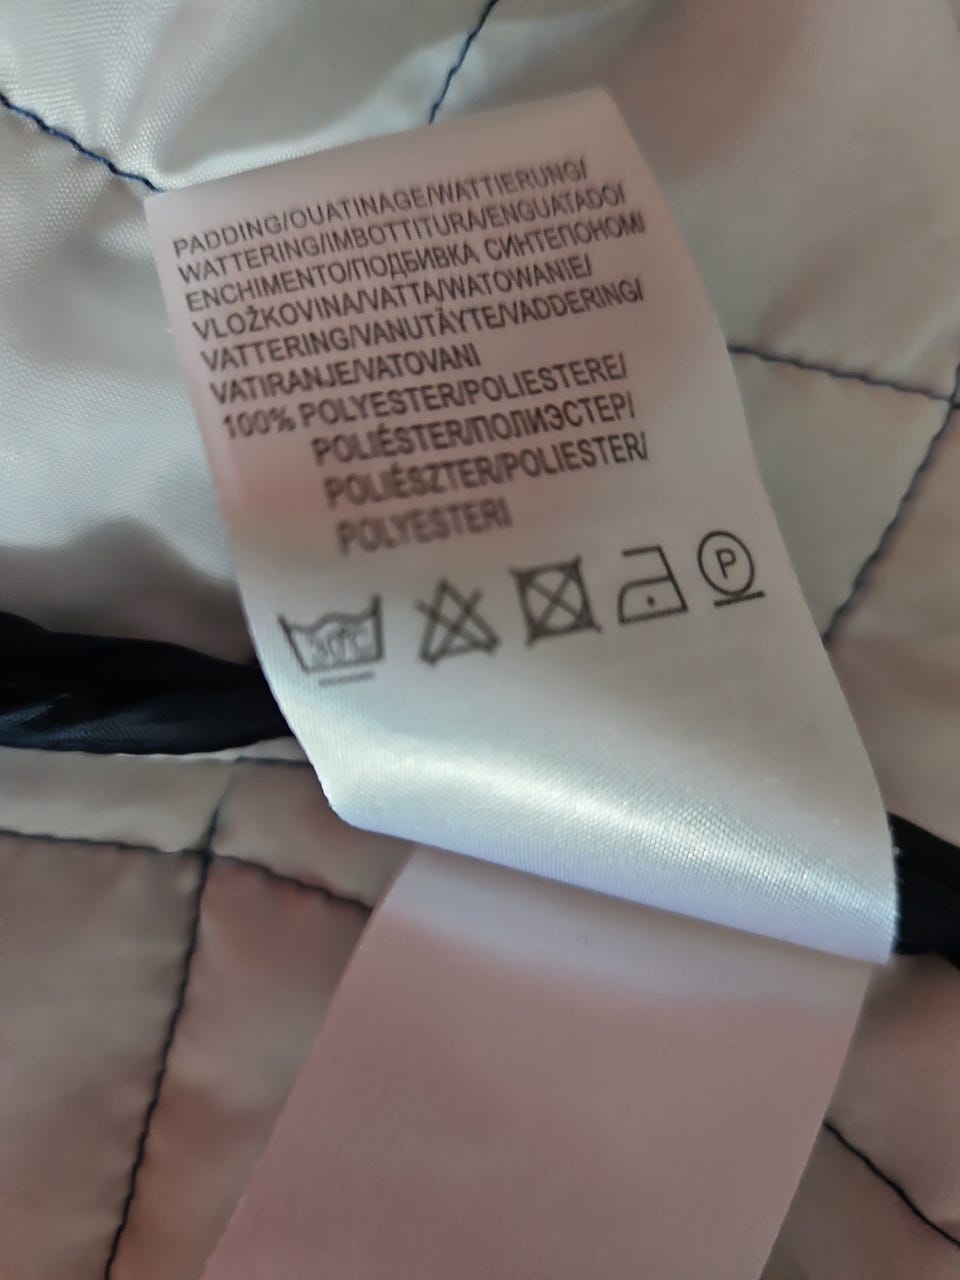 PADDING/OUATINAGE/WATTIERUNG/
WATTERING/IMBOTTITURA/ENGUATADO/
ENCHIMENTO/ПОДБИВКА СИНТЕПОНОМ/
VLOŽKOVINA/VATTA/WATOWANIE/
VATTERING/VANUTÄYTE/VADDERING/
VATIRANJE/VATOVANI
100% POLYESTER/POLIESTERE/
POLIÉSTER/ПОЛИЭСТЕР/
POLIÉSZTER/POLIESTER/
POLYESTERI
30°C
P